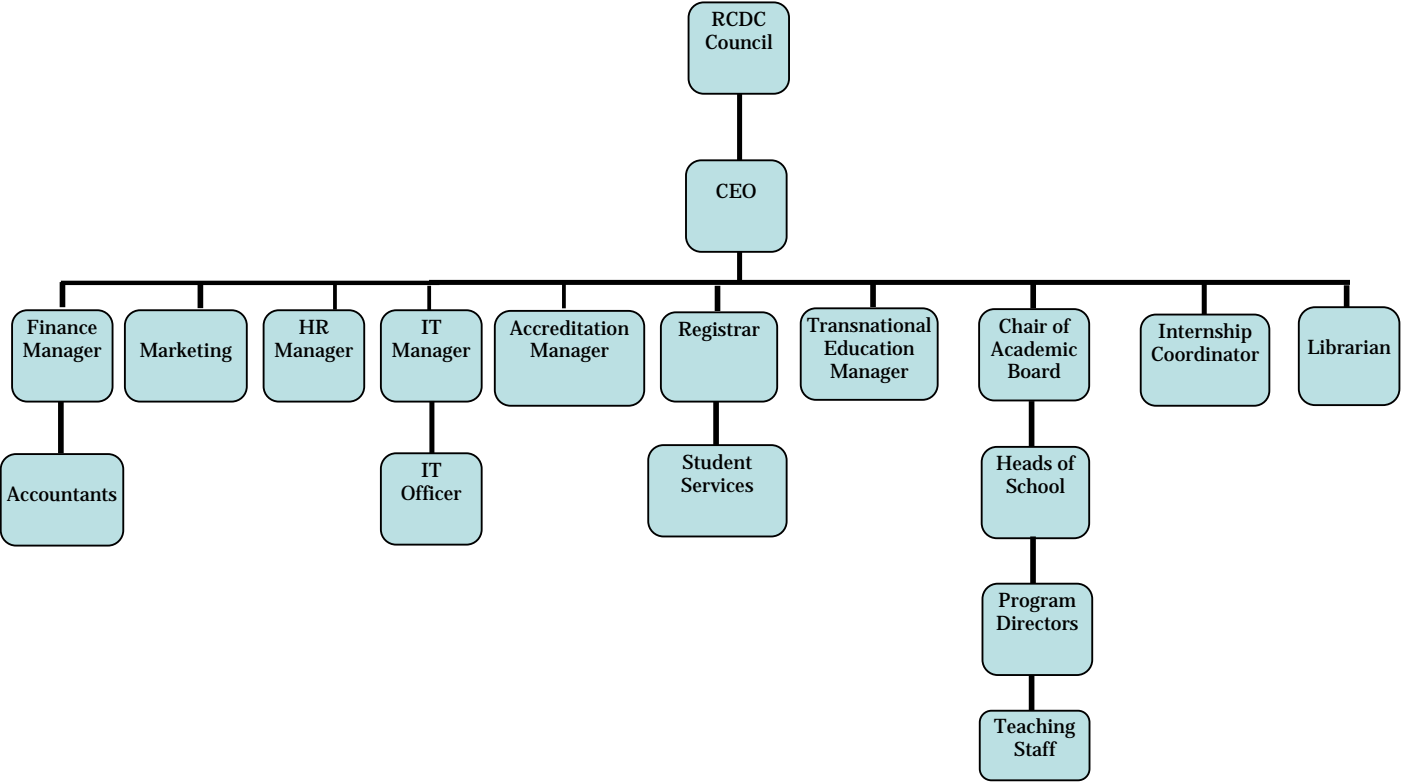 RCDC
Council
CEO
Finance
Manager
Marketing
HR
Manager
IT
Manager
Accreditation
Manager
Registrar
Transnational
Education
Manager
Chair of
Academic
Board
Internship
Coordinator
Librarian
Accountants
IT
Officer
Student
Services
Heads of
School
Program
Directors
Teaching
Staff